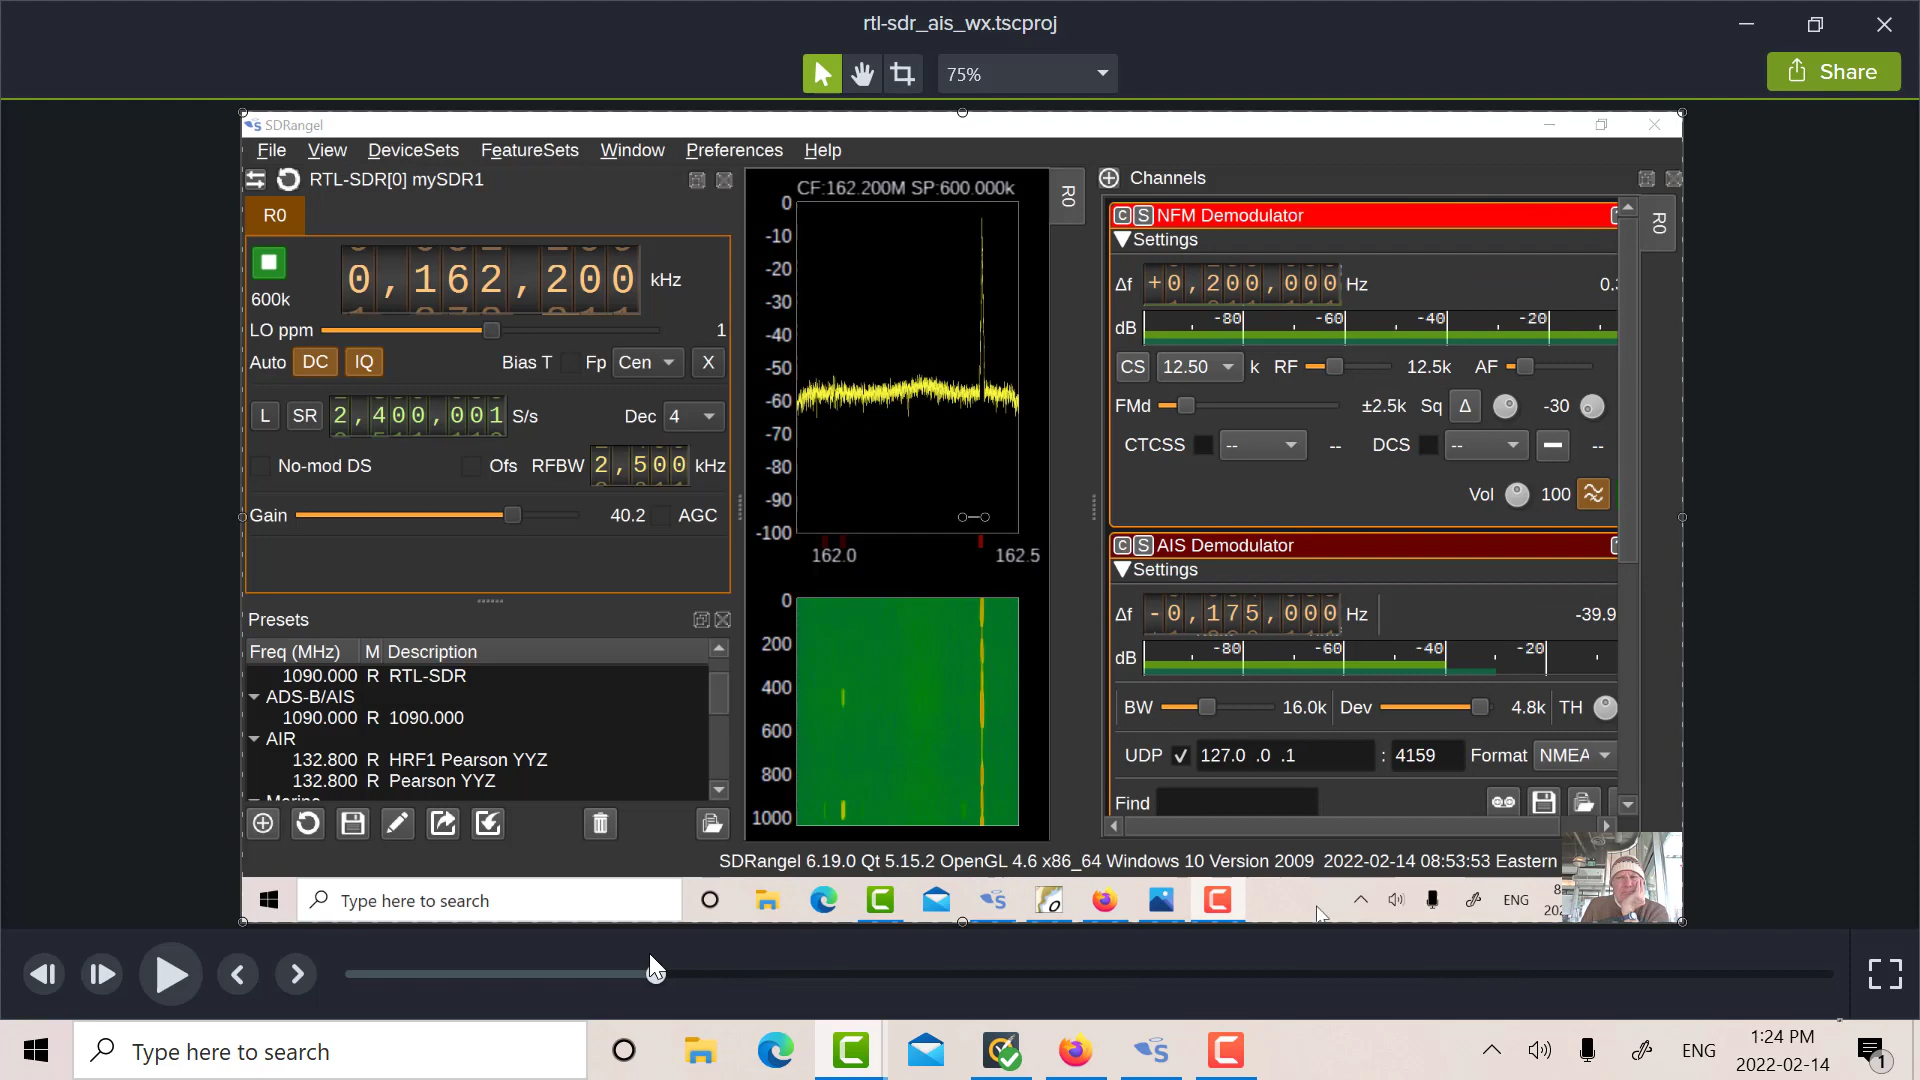 rtl-sdr_ais_wx.tscproj
75%
Share
SDRangel
File View DeviceSets FeatureSets Window Preferences Help
RTL-SDR[0] mySDR1
R0
0,162,200 kHz
600k
LO ppm 1
Auto DC IQ Bias T Fp Cen X
L SR 2,400,001 S/s Dec 4
No-mod DS Ofs RFBW 2,500 kHz
Gain 40.2 AGC
Presets
Freq (MHz) M Description
1090.000 R RTL-SDR
ADS-B/AIS
1090.000 R 1090.000
AIR
132.800 R HRF1 Pearson YYZ
132.800 R Pearson YYZ
Marine
CF:162.200M SP:600.000k
0
-10
-20
-30
-40
-50
-60
-70
-80
-90
-100
162.0 162.5
0
200
400
600
800
1000
R0
Channels
R0
C S NFM Demodulator
Settings
Δf +0,200,000 Hz 0.
dB -80 -60 -40 -20
CS 12.50 k RF 12.5k AF
FMd ±2.5k Sq Δ -30
CTCSS -- -- DCS -- --
Vol 100
C S AIS Demodulator
Settings
Δf -0,175,000 Hz -39.9
dB -80 -60 -40 -20
BW 16.0k Dev 4.8k TH
UDP 127.0 .0 .1 : 4159 Format NMEA
Find
SDRangel 6.19.0 Qt 5.15.2 OpenGL 4.6 x86_64 Windows 10 Version 2009 2022-02-14 08:53:53 Eastern
Type here to search
ENG
8
202
Type here to search
ENG
1:24 PM
2022-02-14
1